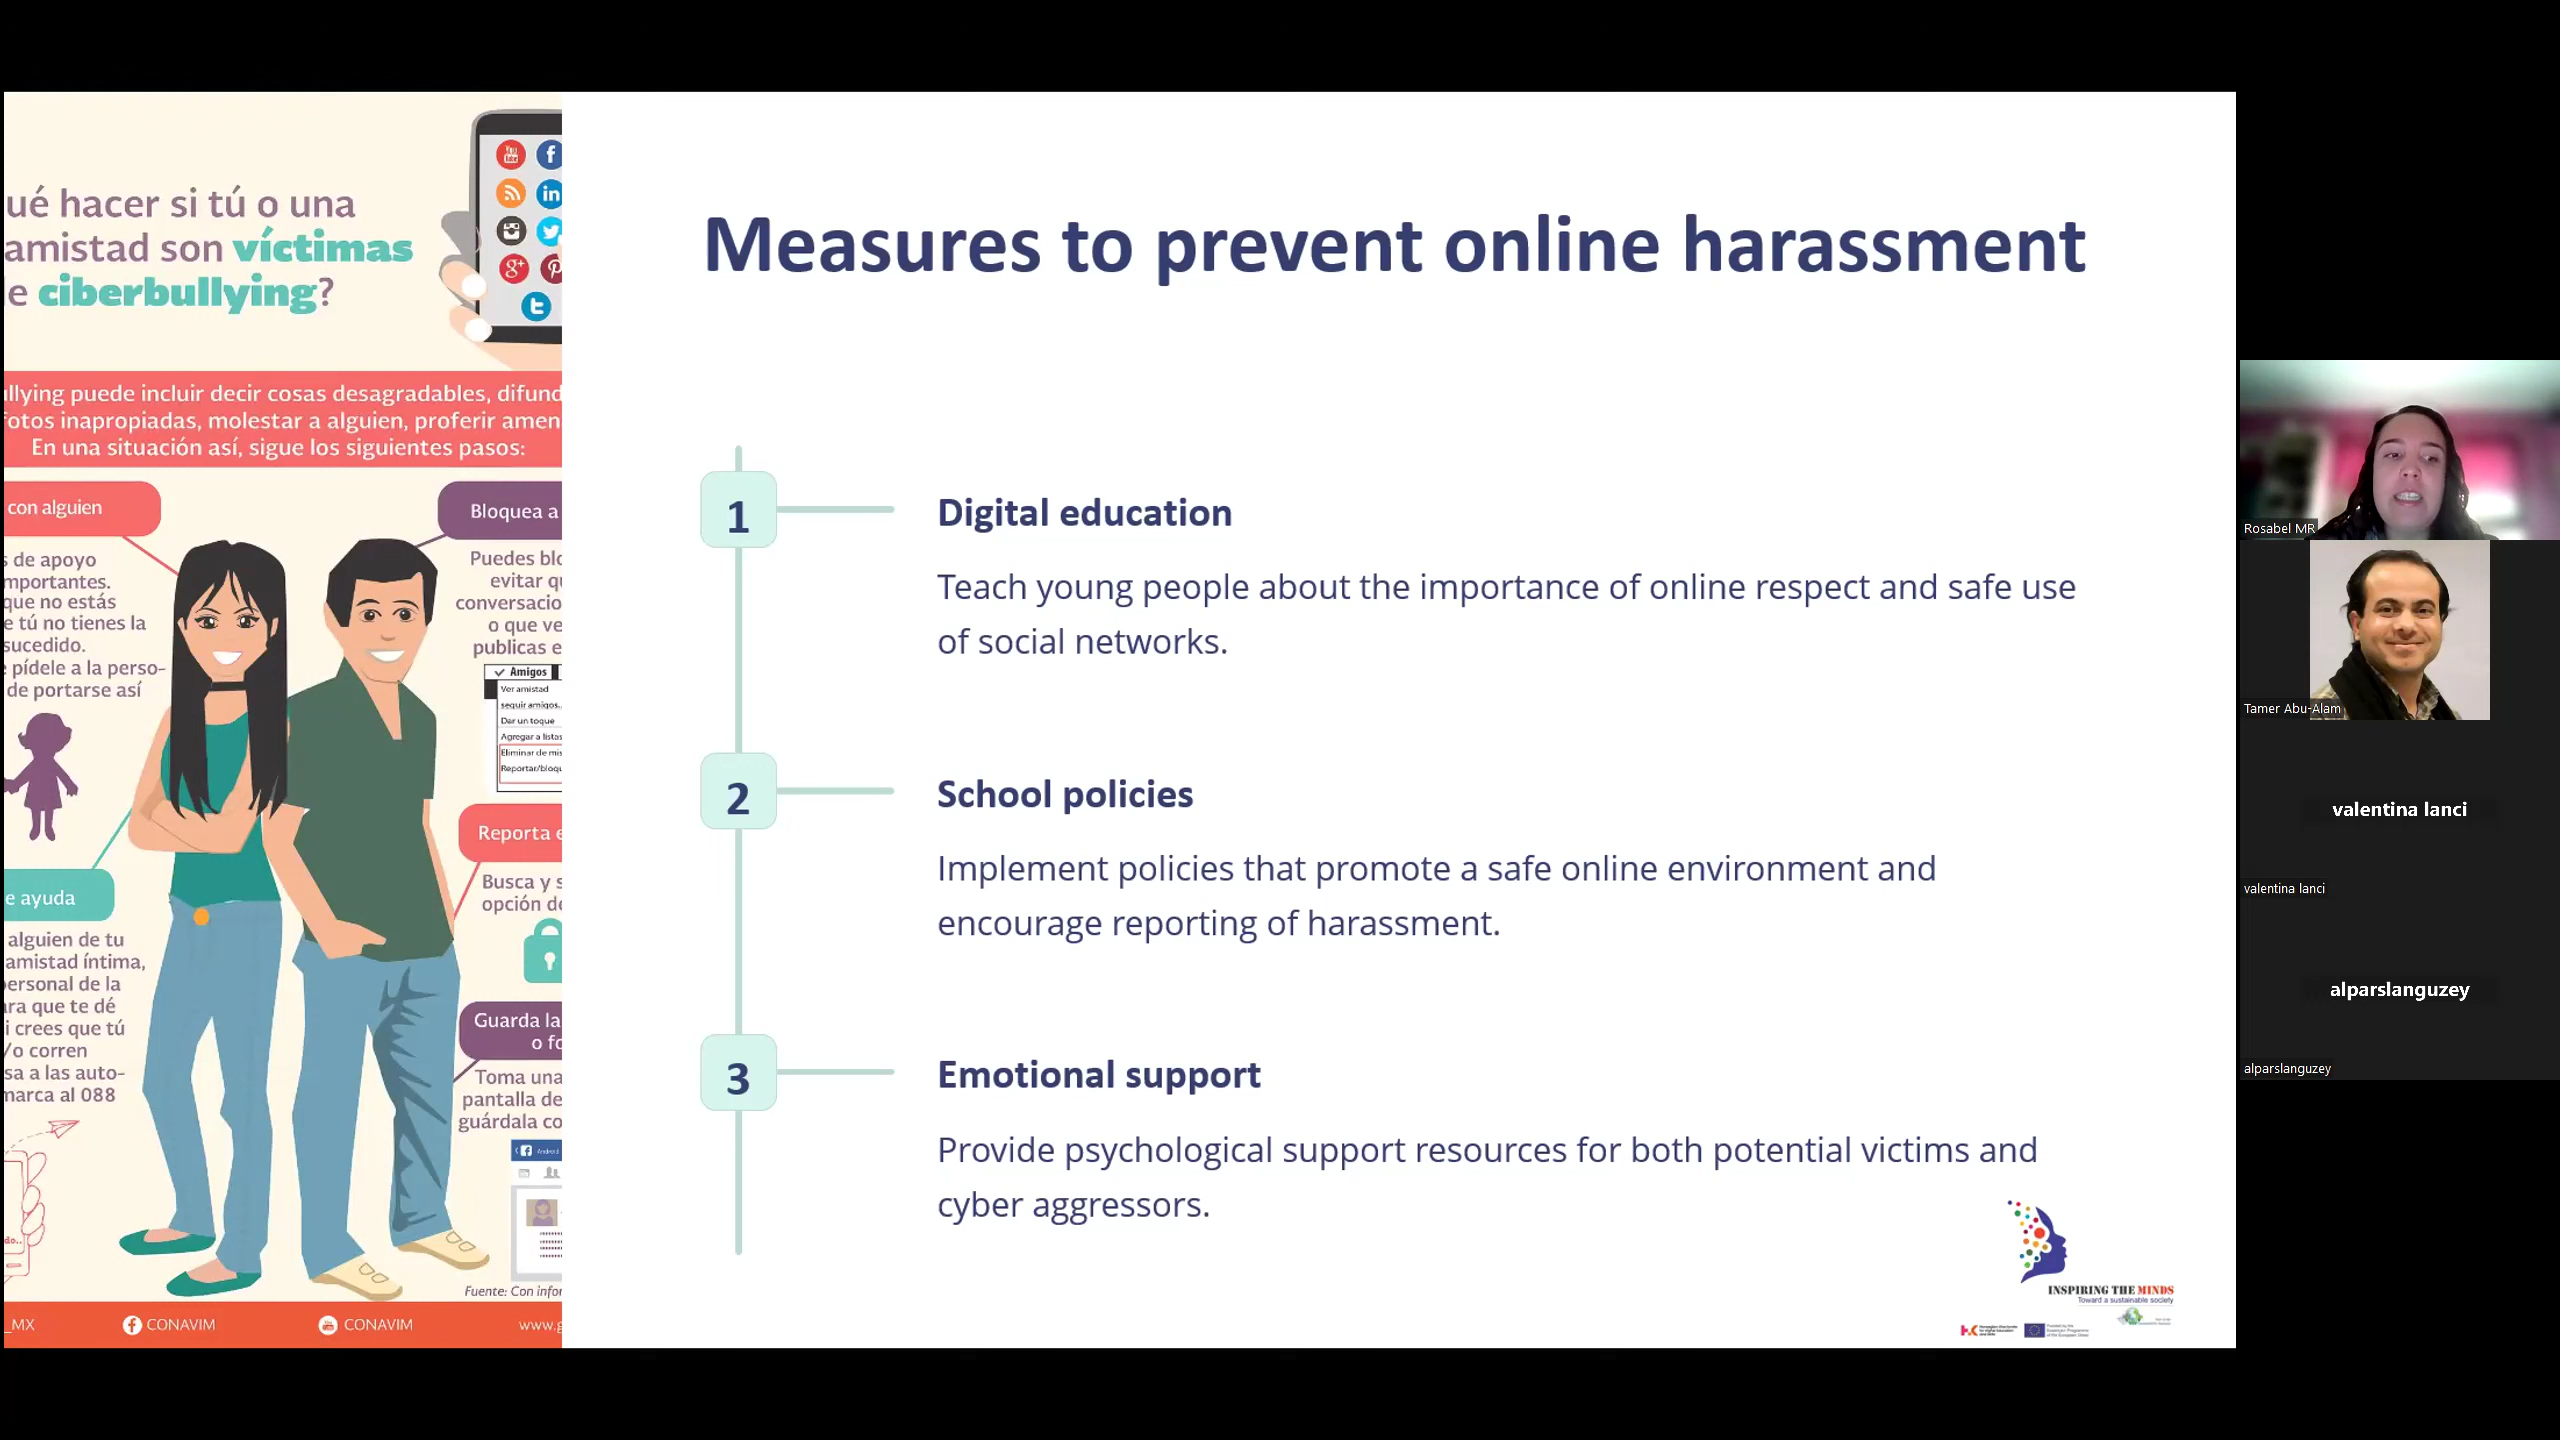 ué hacer si tú o una
amistad son víctimas
e ciberbullying?
llying puede incluir decir cosas desagradables, difund
fotos inapropiadas, molestar a alguien, proferir amen
En una situación así, sigue los siguientes pasos:
con alguien
s de apoyo
mportantes.
que no estás
e tú no tienes la
sucedido.
e pídele a la perso-
de portarse así
e ayuda
alguien de tu
amistad íntima,
personal de la
ara que te dé
i crees que tú
/o corren
sa a las auto-
marca al 088
do..
Bloquea a
Puedes blo
evitar qu
conversacio
o que ve
publicas e
Amigos
Ver amistad
seguir amigos.
Dar un toque
Agregar a listas
Eliminar de mis
Reportar/bloqu
Reporta e
Busca y s
opción de
Guarda la
o fo
Toma una
pantalla de
guárdala co
Android
Fuente: Con infor
_MX
CONAVIM
CONAVIM
www.g
Measures to prevent online harassment
1
Digital education
Teach young people about the importance of online respect and safe use
of social networks.
2
School policies
Implement policies that promote a safe online environment and
encourage reporting of harassment.
3
Emotional support
Provide psychological support resources for both potential victims and
cyber aggressors.
INSPIRING THE MINDS
Toward a sustainable society
Rosabel MR
Tamer Abu-Alam
valentina lanci
valentina lanci
alparslanguzey
alparslanguzey